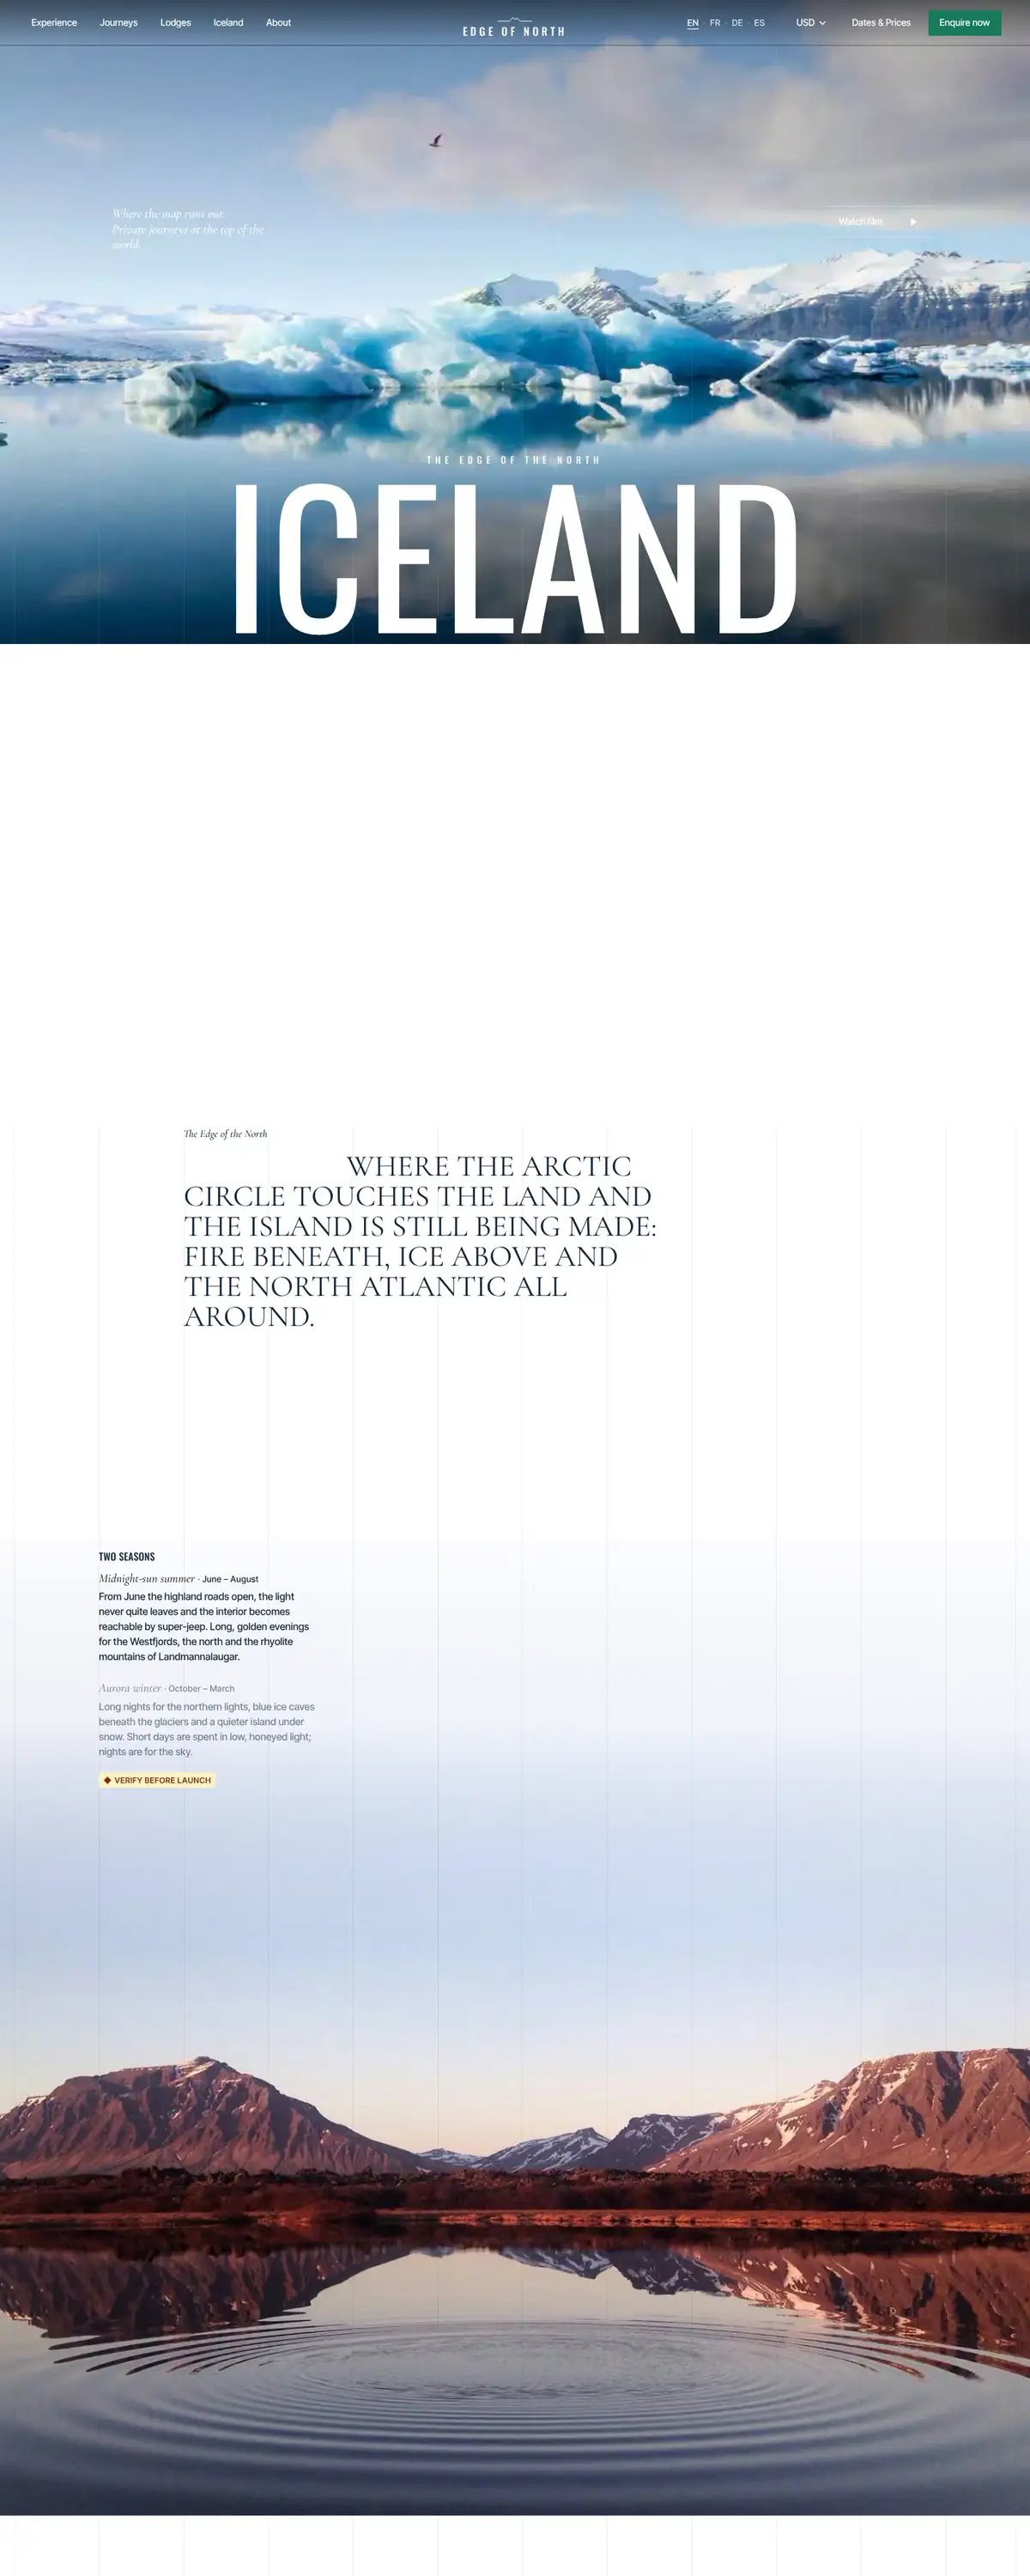 Experience Journeys Lodges Iceland About
EDGE OF NORTH
EN · FR · DE · ES USD Dates & Prices Enquire now
Where the map runs out.
Private journeys at the top of the
world.
Watch film
THE EDGE OF THE NORTH
ICELAND
The Edge of the North
WHERE THE ARCTIC
CIRCLE TOUCHES THE LAND AND
THE ISLAND IS STILL BEING MADE:
FIRE BENEATH, ICE ABOVE AND
THE NORTH ATLANTIC ALL
AROUND.
TWO SEASONS
Midnight-sun summer · June – August
From June the highland roads open, the light
never quite leaves and the interior becomes
reachable by super-jeep. Long, golden evenings
for the Westfjords, the north and the rhyolite
mountains of Landmannalaugar.
Aurora winter · October – March
Long nights for the northern lights, blue ice caves
beneath the glaciers and a quieter island under
snow. Short days are spent in low, honeyed light;
nights are for the sky.
◆ VERIFY BEFORE LAUNCH